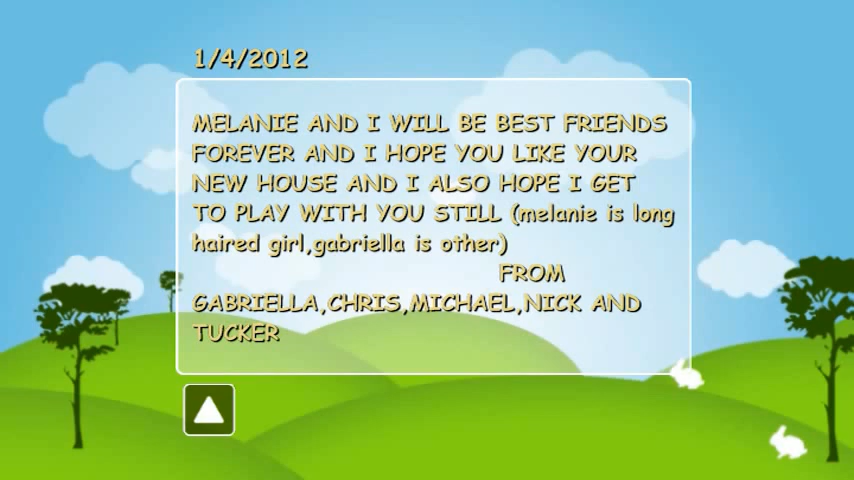 1/4/2012
MELANIE AND I WILL BE BEST FRIENDS
FOREVER AND I HOPE YOU LIKE YOUR
NEW HOUSE AND I ALSO HOPE I GET
TO PLAY WITH YOU STILL (melanie is long
haired girl,gabriella is other)
FROM
GABRIELLA,CHRIS,MICHAEL,NICK AND
TUCKER